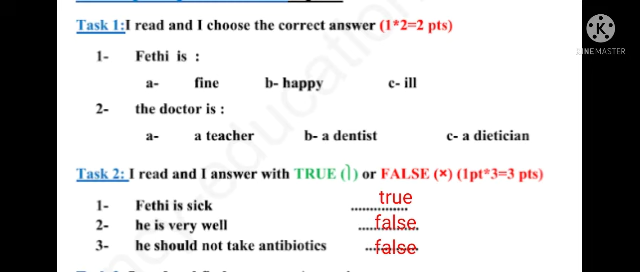 Task 1:I read and I choose the correct answer (1*2=2 pts)
1- Fethi is :
a- fine b- happy c- ill
2- the doctor is :
a- a teacher b- a dentist c- a dietician
Task 2: I read and I answer with TRUE () or FALSE (×) (1pt*3=3 pts)
1- Fethi is sick ............... true
2- he is very well ............... false
3- he should not take antibiotics ............... false
KINEMASTER